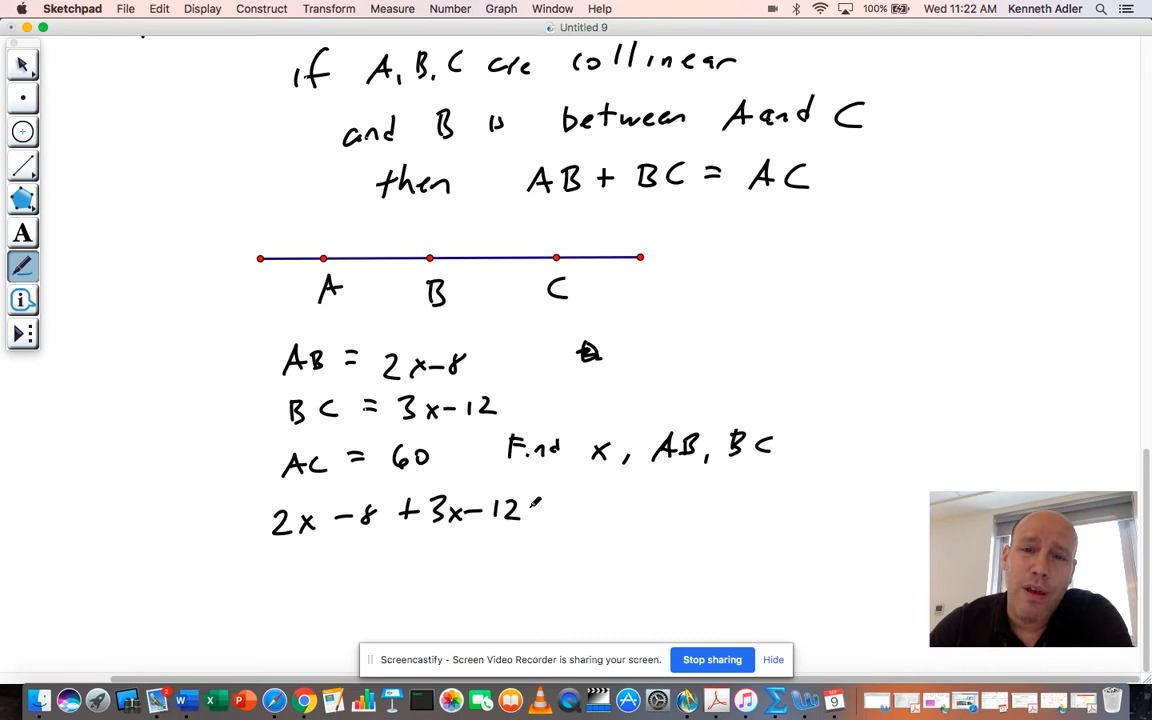 Sketchpad File Edit Display Construct Transform Measure Number Graph Window Help 100% Wed 11:22 AM Kenneth Adler
Untitled 9
if A, B, C are collinear
and B is between A and C
then AB + BC = AC
A B C
AB = 2x-8
BC = 3x-12
AC = 60 Find x, AB, BC
2x -8 + 3x-12
Screencastify - Screen Video Recorder is sharing your screen. Stop sharing Hide